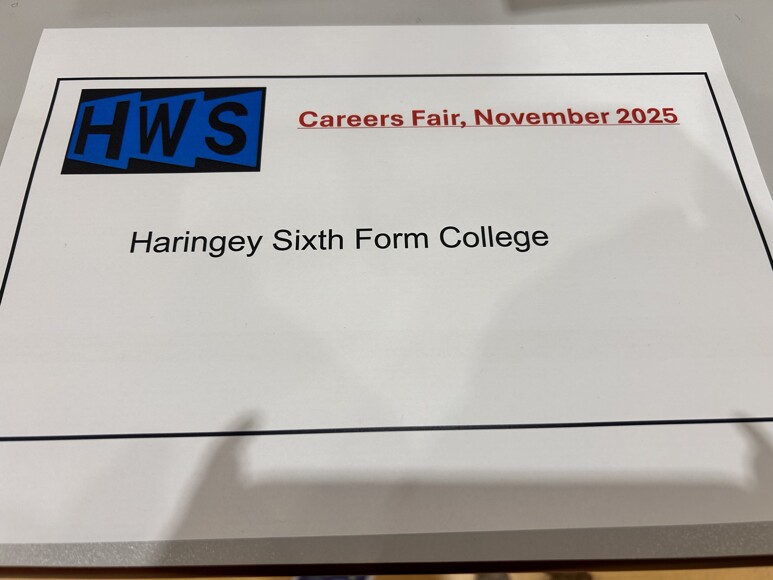 HWS
Careers Fair, November 2025
Haringey Sixth Form College